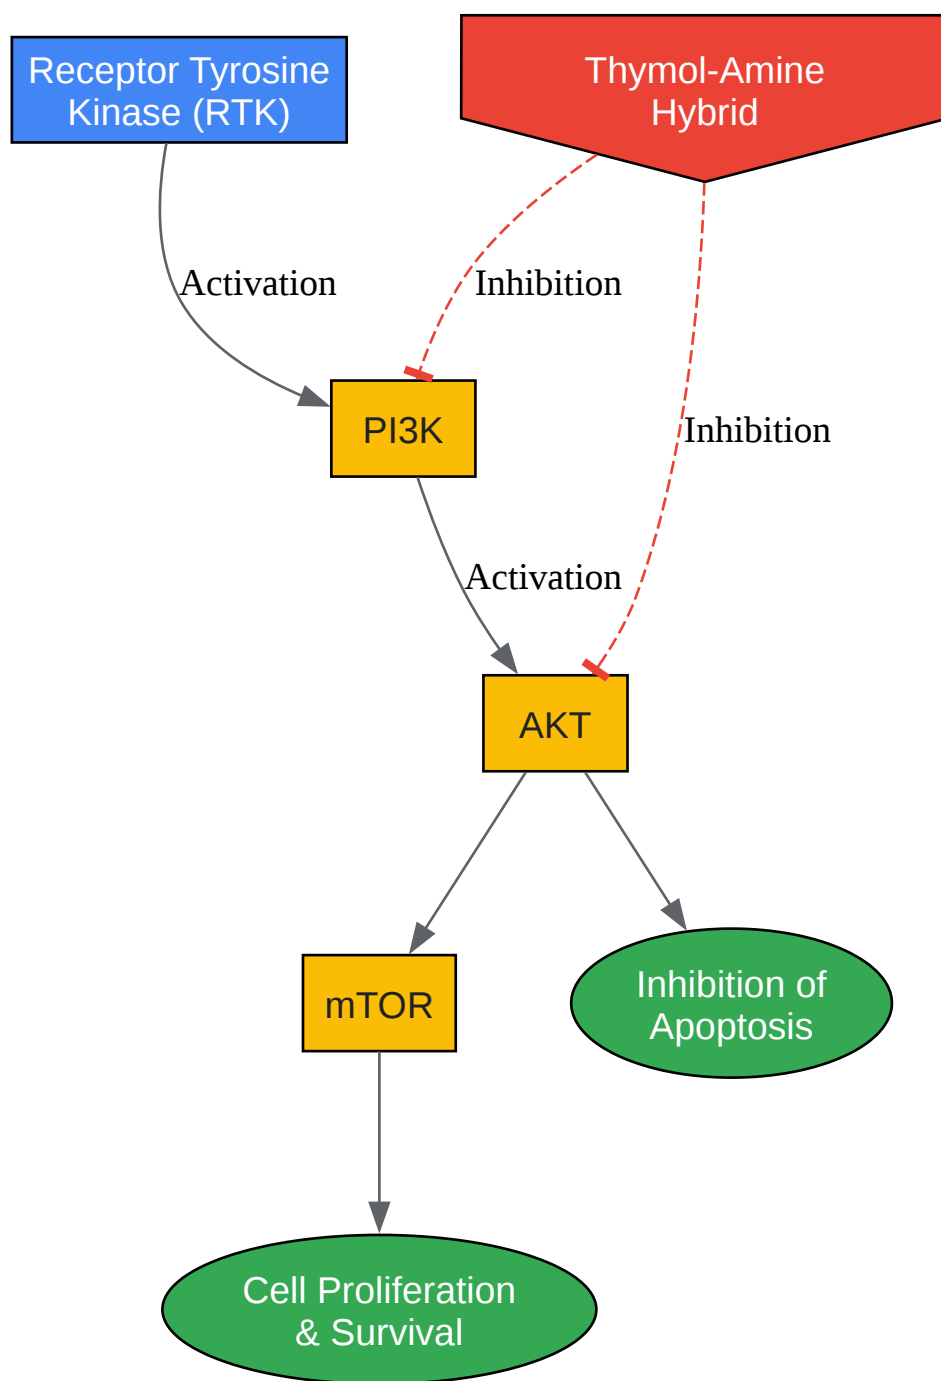 Receptor Tyrosine
Kinase (RTK)
Thymol-Amine
Hybrid
Activation
Inhibition
PI3K
Inhibition
Activation
AKT
mTOR
Inhibition of
Apoptosis
Cell Proliferation
& Survival